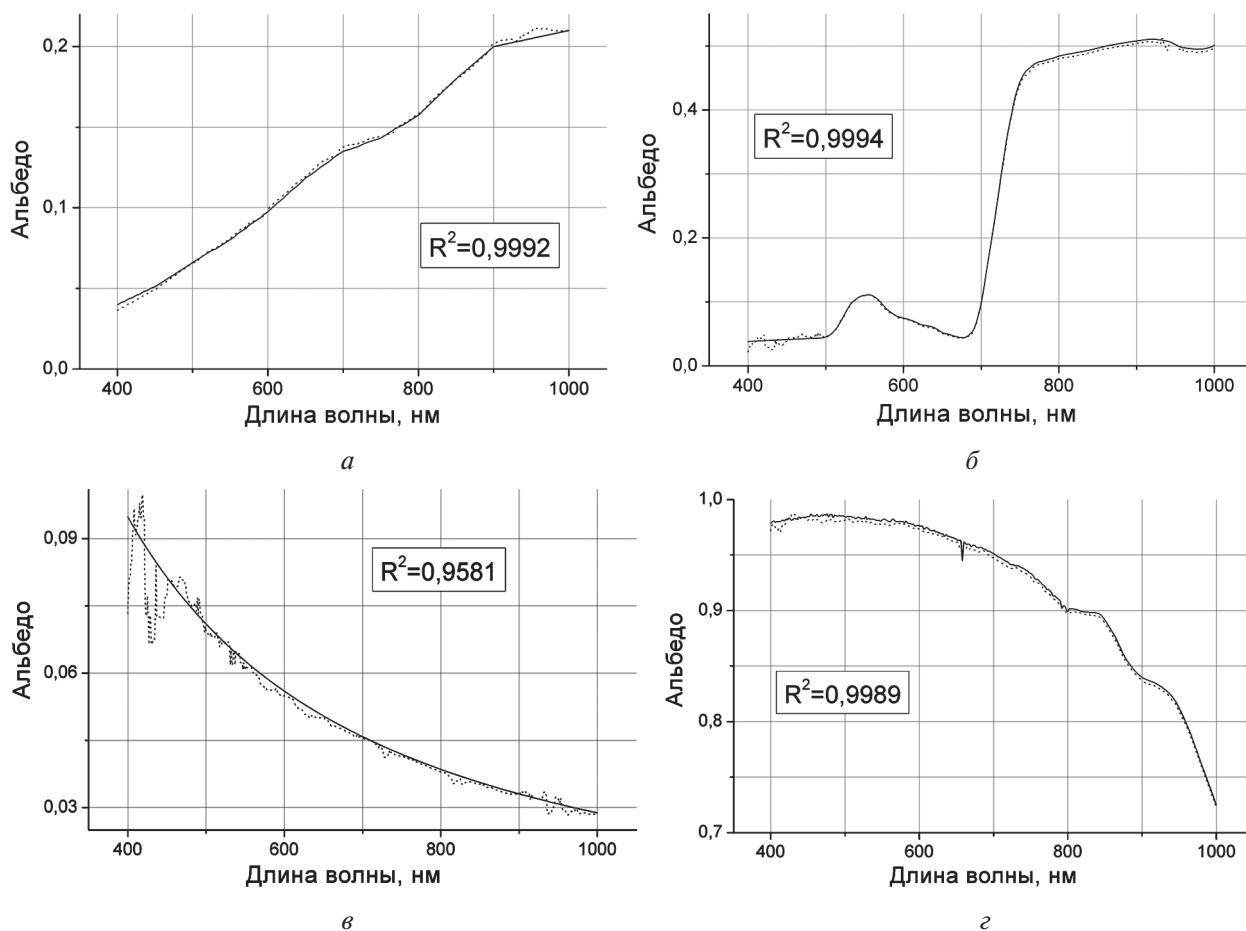 0,2
0,1
0,0
Альбедо
R²=0,9992
400 600 800 1000
Длина волны, нм
а
0,4
0,2
0,0
Альбедо
R²=0,9994
400 600 800 1000
Длина волны, нм
б
0,09
0,06
0,03
Альбедо
R²=0,9581
400 600 800 1000
Длина волны, нм
в
1,0
0,9
0,8
0,7
Альбедо
R²=0,9989
400 600 800 1000
Длина волны, нм
г